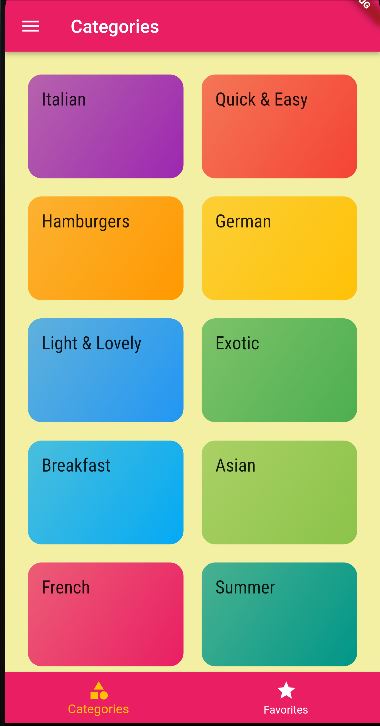 Categories
Italian
Quick & Easy
Hamburgers
German
Light & Lovely
Exotic
Breakfast
Asian
French
Summer
Categories
Favorites